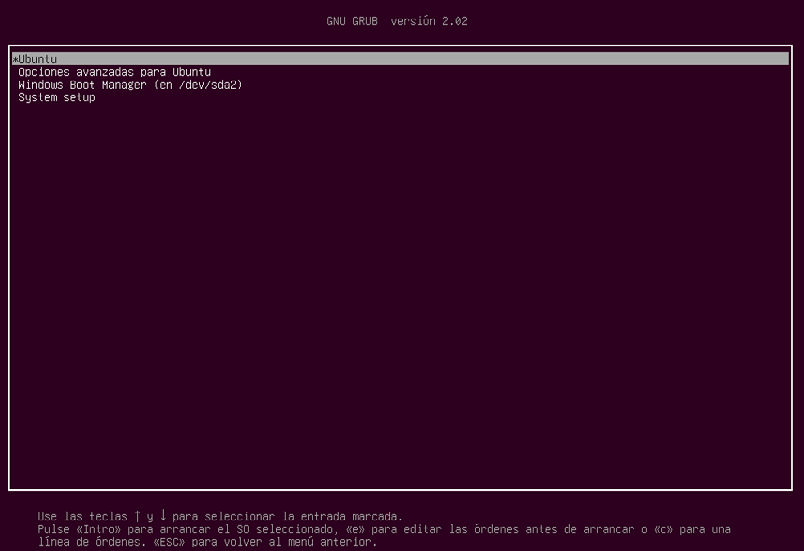 GNU GRUB versión 2.02
*Ubuntu
Opciones avanzadas para Ubuntu
Windows Boot Manager (en /dev/sda2)
System setup
Use las teclas ↑ y ↓ para seleccionar la entrada marcada.
Pulse «Intro» para arrancar el SO seleccionado, «e» para editar las órdenes antes de arrancar o «c» para una
línea de órdenes. «ESC» para volver al menú anterior.